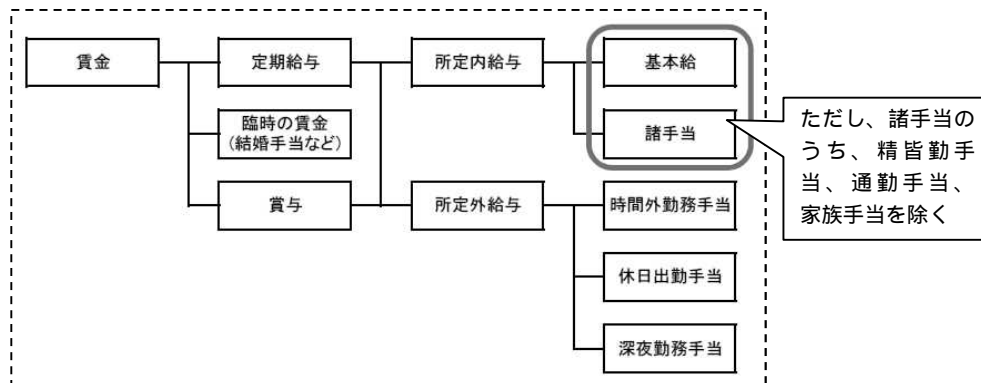 賃金
定期給与
所定内給与
基本給
臨時の賃金
(結婚手当など)
諸手当
ただし、諸手当の
うち、精皆勤手
当、通勤手当、
家族手当を除く
賞与
所定外給与
時間外勤務手当
休日出勤手当
深夜勤務手当